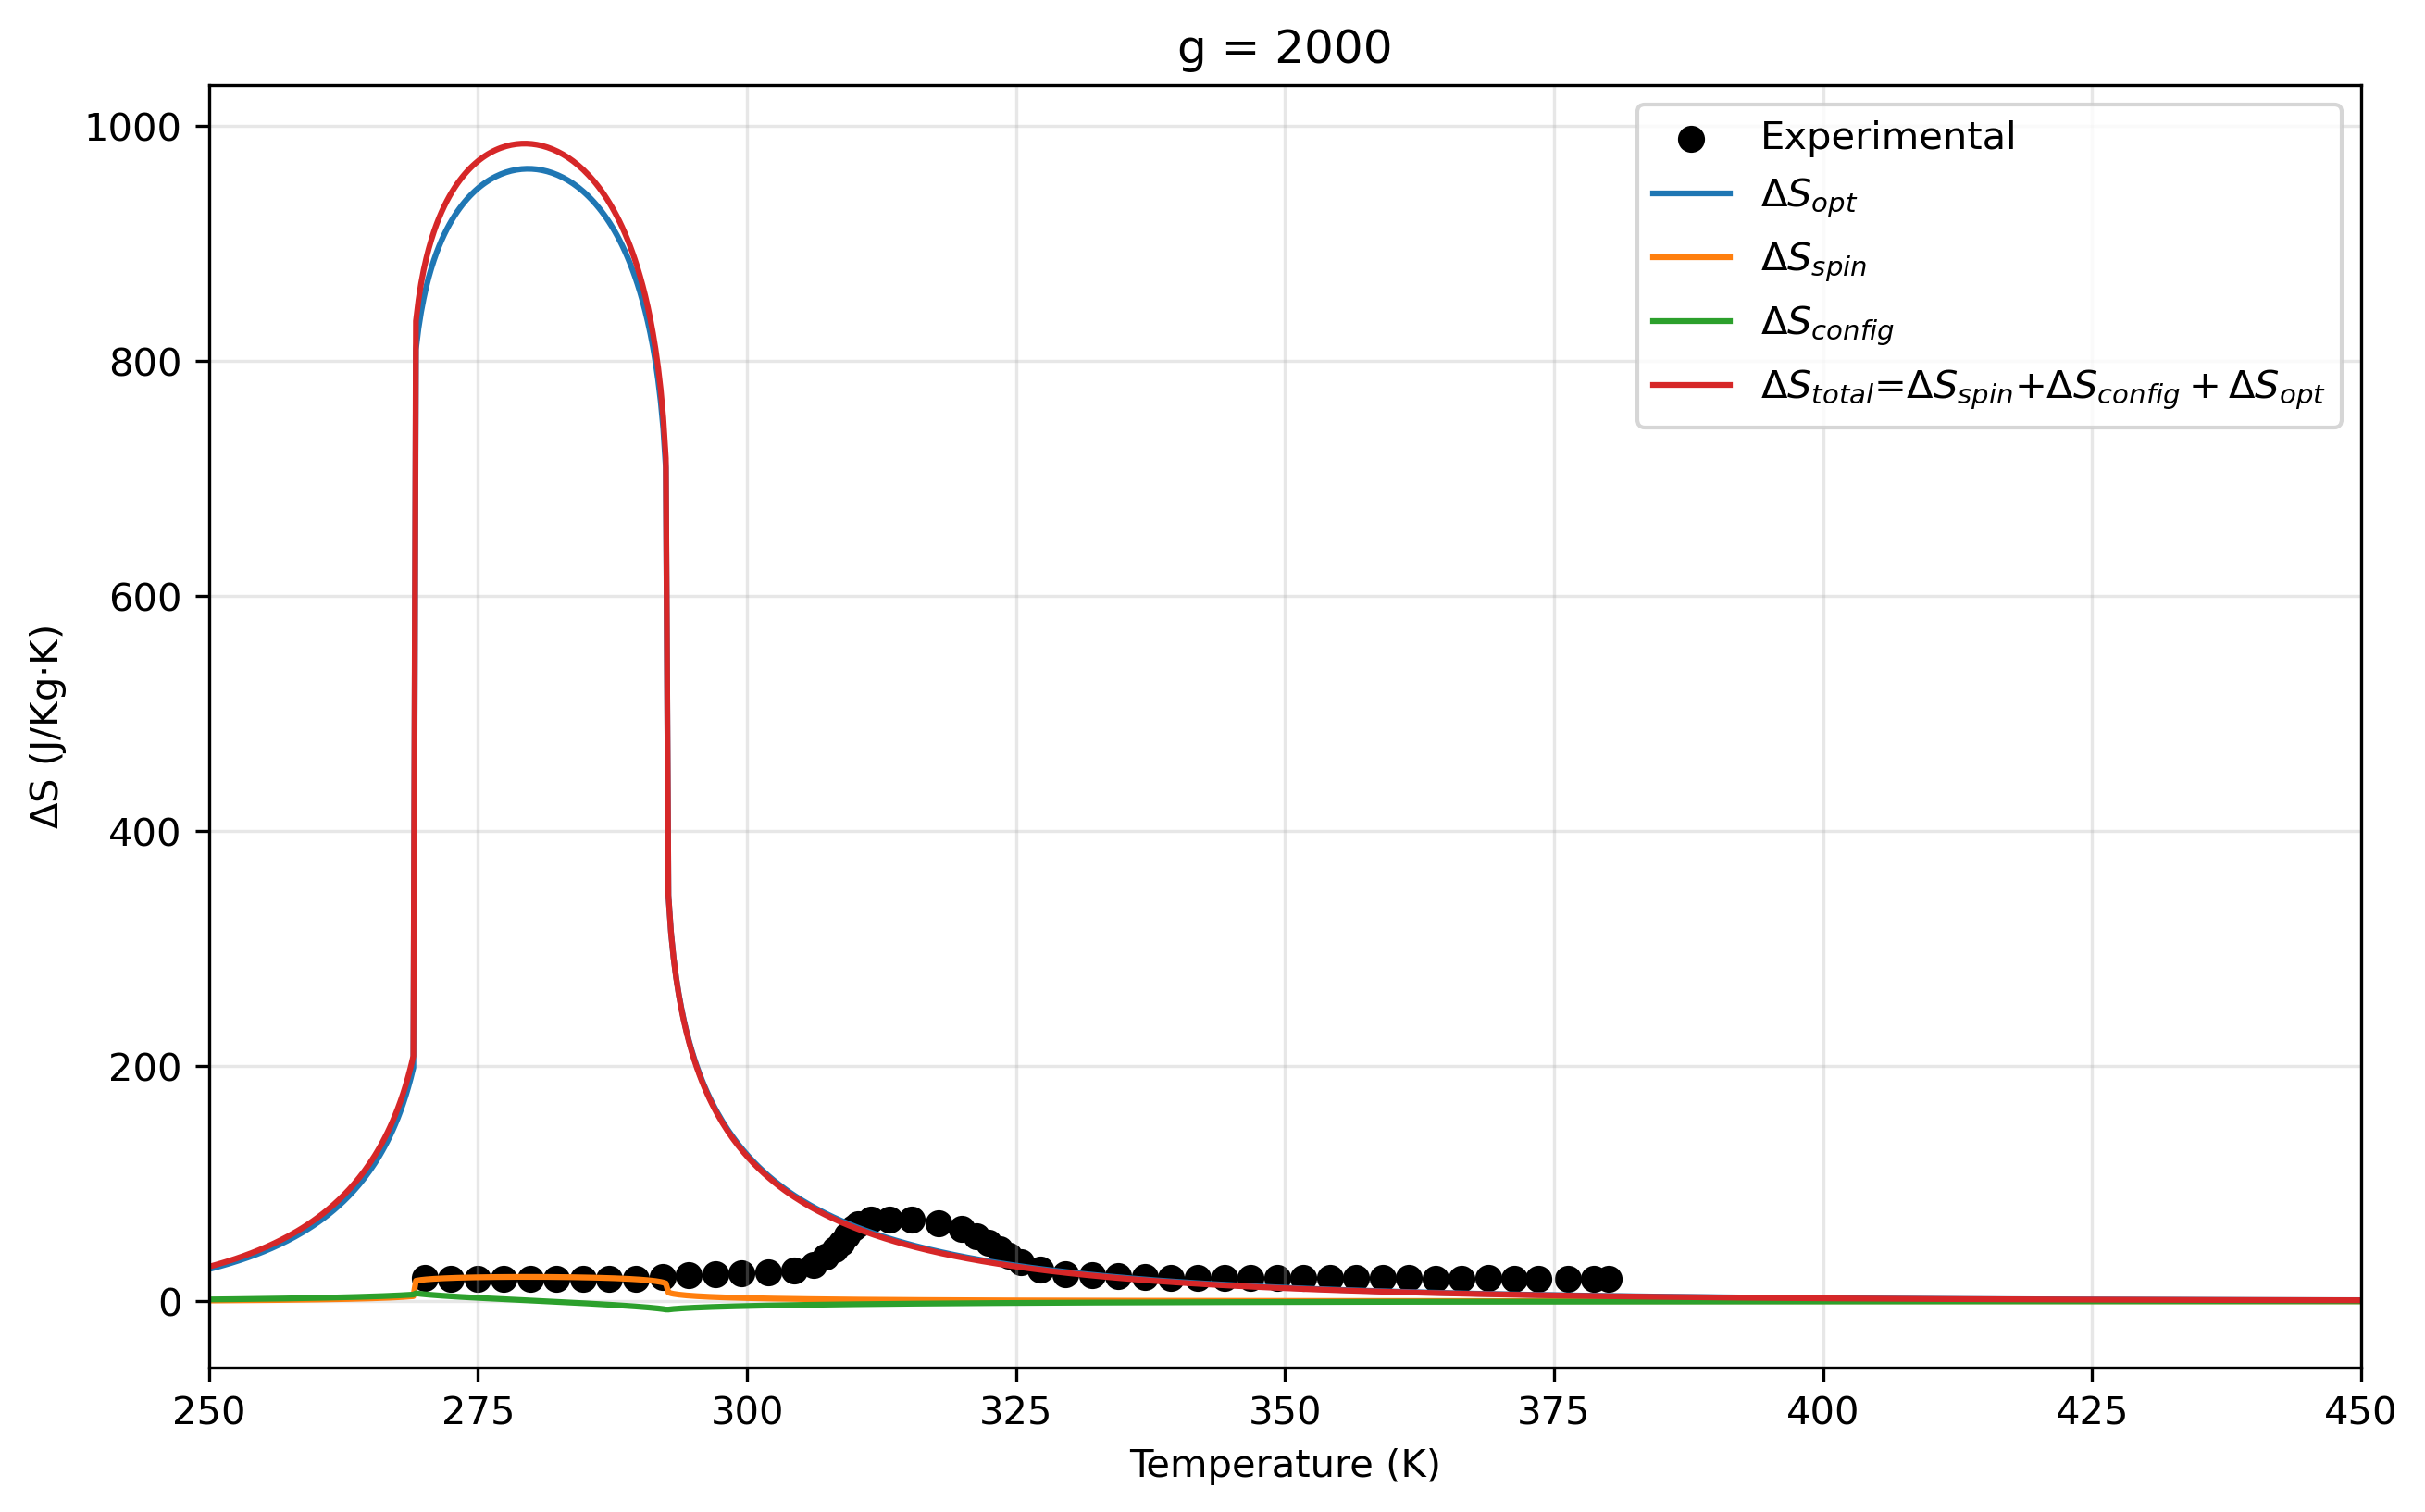 g = 2000
1000
800
600
400
200
0
ΔS (J/Kg·K)
Experimental
ΔS_opt
ΔS_spin
ΔS_config
ΔS_total=ΔS_spin+ΔS_config + ΔS_opt
250 275 300 325 350 375 400 425 450
Temperature (K)